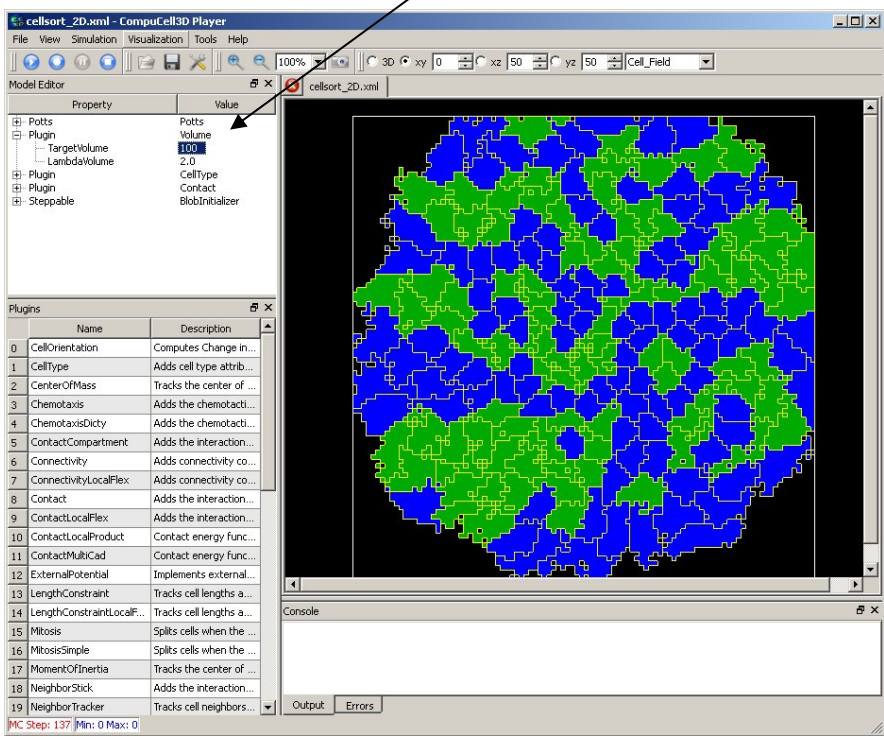 cellsort_2D.xml - CompuCell3D Player
File View Simulation Visualization Tools Help
100% 3D xy 0 xz 50 yz 50 Cell_Field
Model Editor
Property Value
Potts Potts
Plugin Volume
TargetVolume 100
LambdaVolume 2.0
Plugin CellType
Plugin Contact
Steppable BlobInitializer
cellsort_2D.xml
Plugins
Name Description
0 CellOrientation Computes Change in...
1 CellType Adds cell type attrib...
2 CenterOfMass Tracks the center of ...
3 Chemotaxis Adds the chemotacti...
4 ChemotaxisDicty Adds the chemotacti...
5 ContactCompartment Adds the interaction...
6 Connectivity Adds connectivity co...
7 ConnectivityLocalFlex Adds connectivity co...
8 Contact Adds the interaction...
9 ContactLocalFlex Adds the interaction...
10 ContactLocalProduct Contact energy func...
11 ContactMultiCad Contact energy func...
12 ExternalPotential Implements external...
13 LengthConstraint Tracks cell lengths a...
14 LengthConstraintLocalF... Tracks cell lengths a...
15 Mitosis Splits cells when the ...
16 MitosisSimple Splits cells when the ...
17 MomentOfInertia Tracks the center of ...
18 NeighborStick Adds the interaction...
19 NeighborTracker Tracks cell neighbors...
Console
Output Errors
MC Step: 137 Min: 0 Max: 0